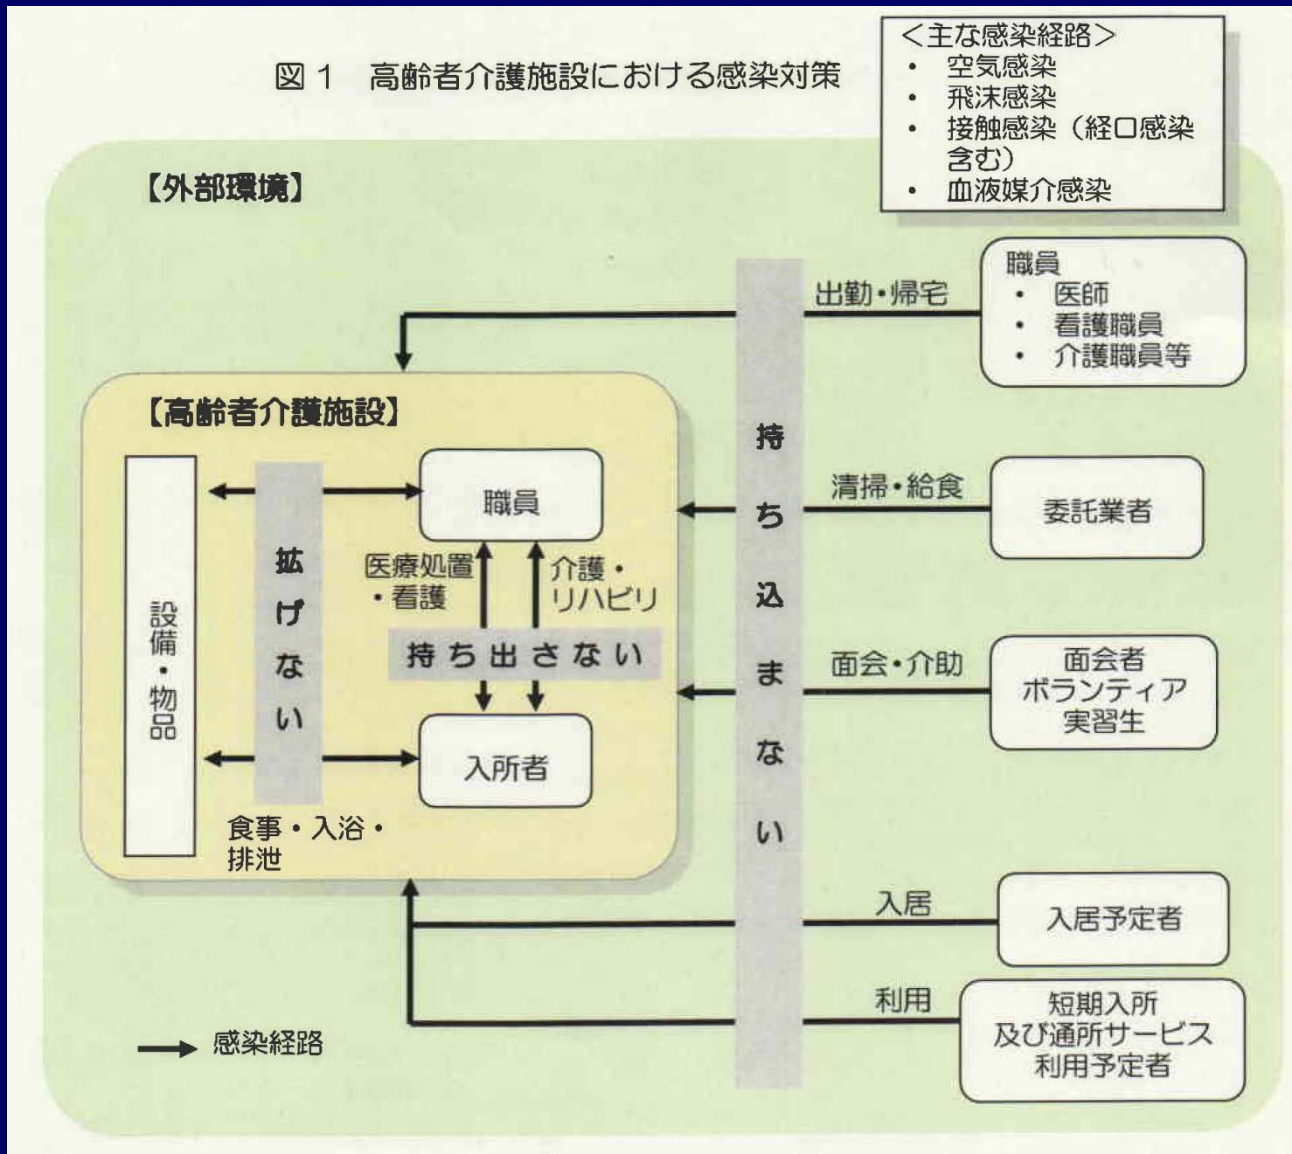 図１　高齢者介護施設における感染対策
＜主な感染経路＞
・ 空気感染
・ 飛沫感染
・ 接触感染（経口感染
含む）
・ 血液媒介感染
【外部環境】
職員
・ 医師
・ 看護職員
・ 介護職員等
出勤・帰宅
持ち込まない
【高齢者介護施設】
設備・物品
拡げない
職員
医療処置
・看護
介護・
リハビリ
持ち出さない
入所者
食事・入浴・
排泄
清掃・給食
委託業者
面会・介助
面会者
ボランティア
実習生
入居
入居予定者
利用
短期入所
及び通所サービス
利用予定者
感染経路